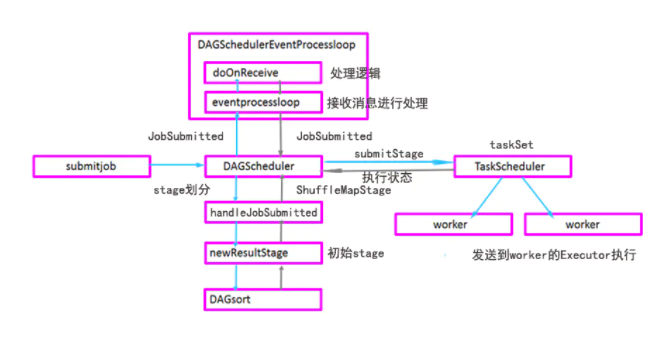 DAGSchedulerEventProcessloop
doOnReceive
处理逻辑
eventprocessloop
接收消息进行处理
JobSubmitted
JobSubmitted
submitStage
taskSet
submitjob
DAGScheduler
TaskScheduler
执行状态
stage划分
ShuffleMapStage
handleJobSubmitted
worker
worker
newResultStage
初始stage
发送到worker的Executor执行
DAGsort